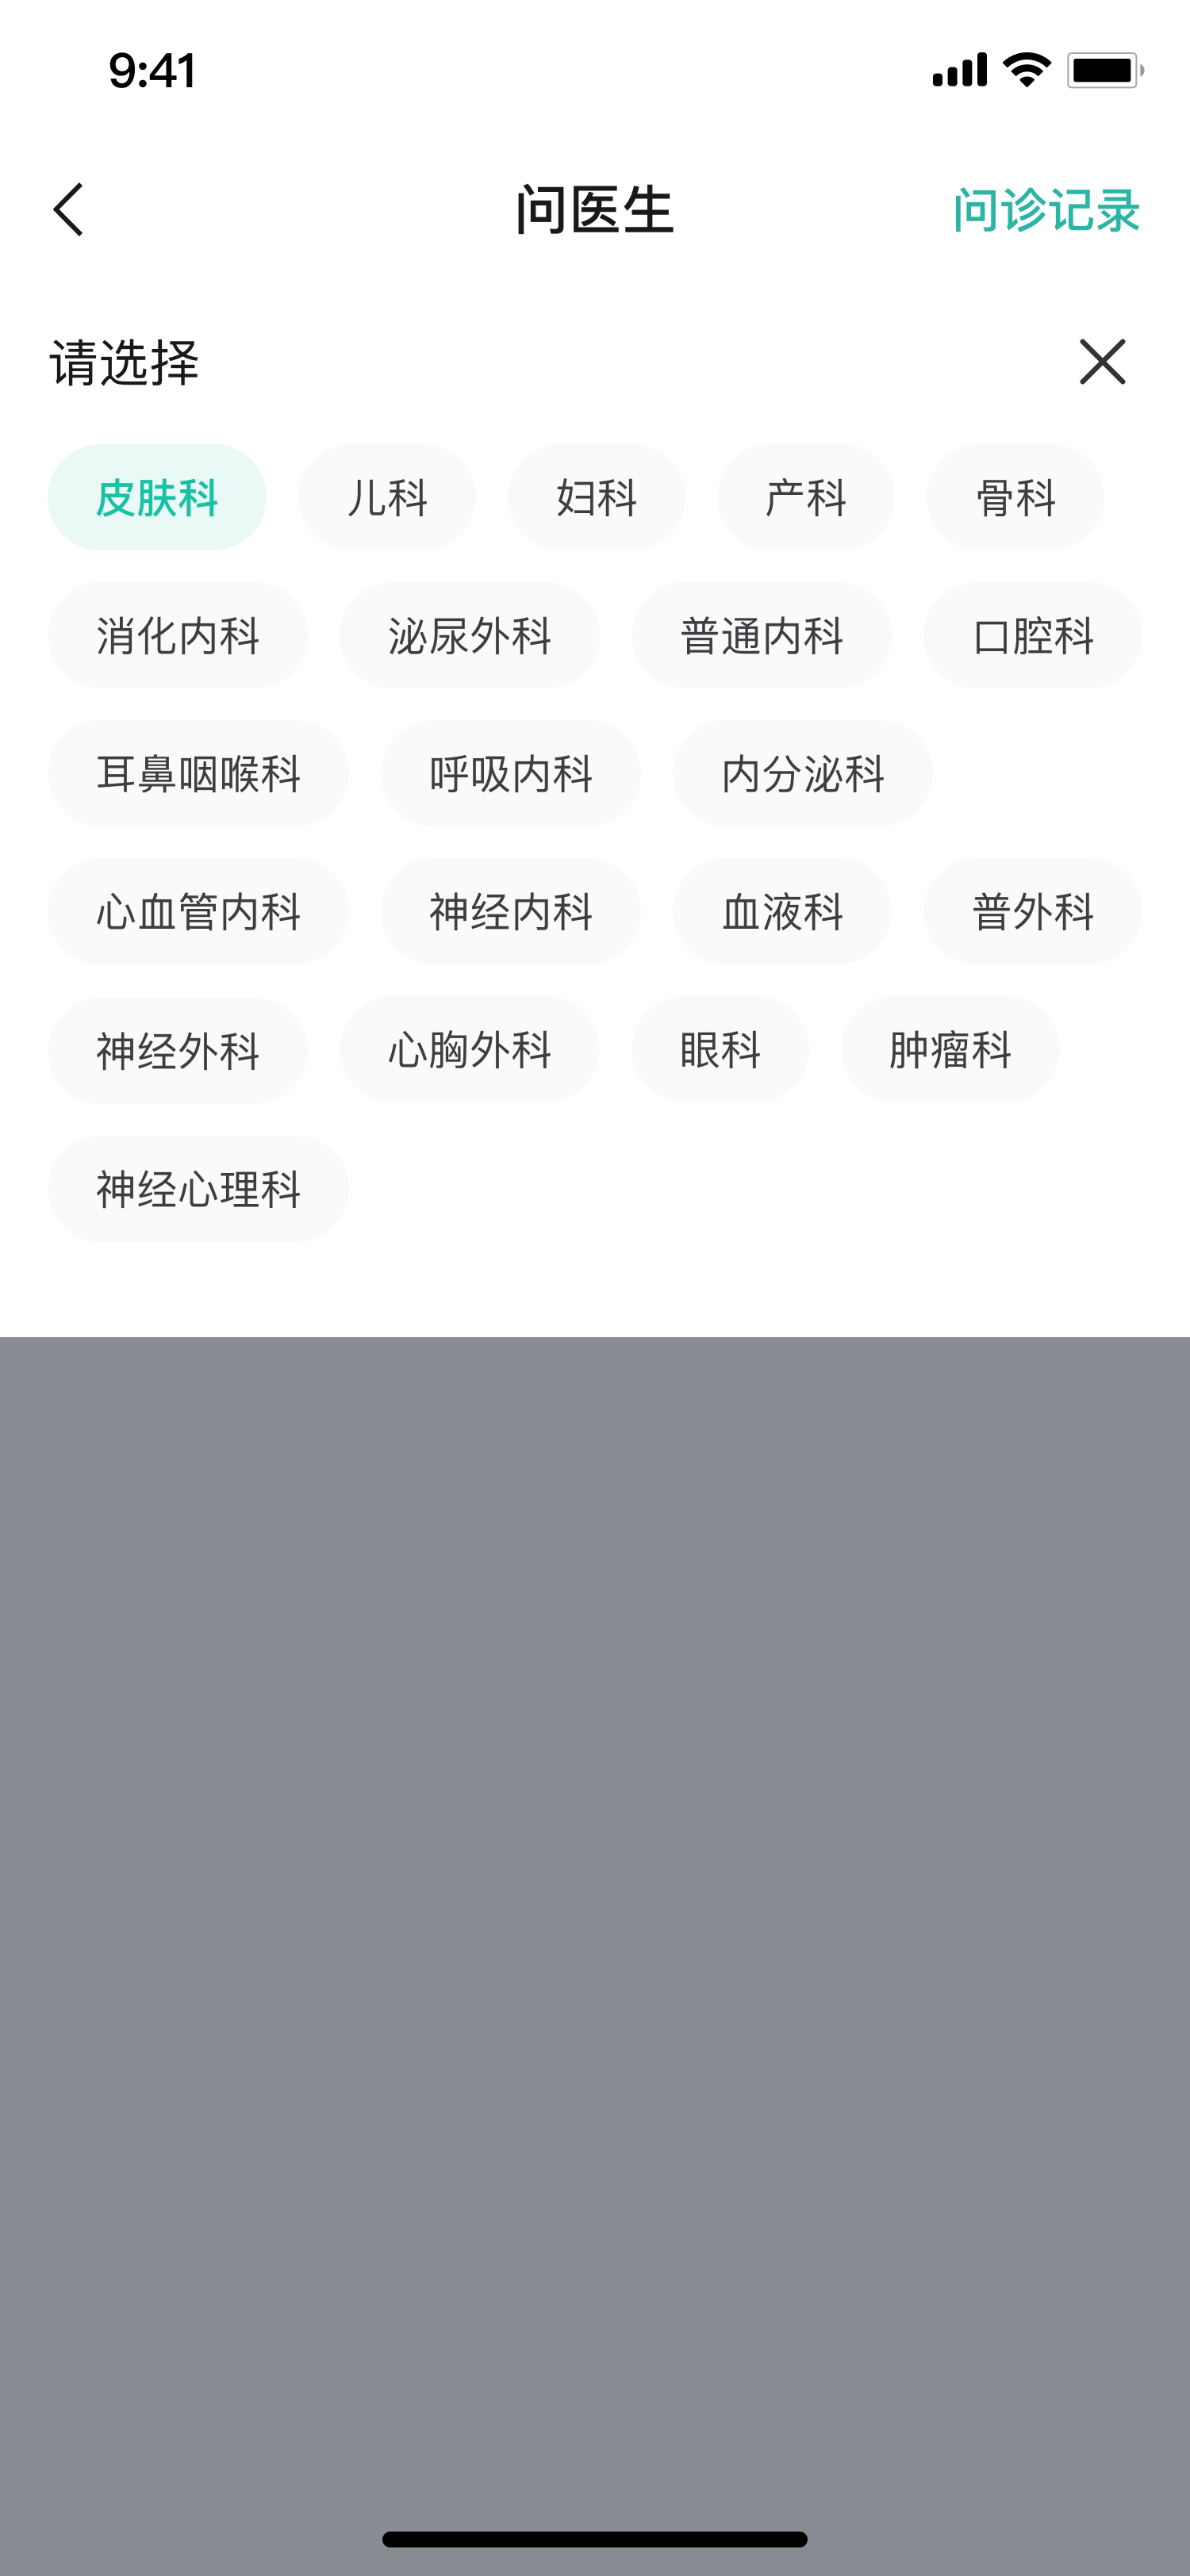 9:41
问医生 问诊记录
请选择
皮肤科 儿科 妇科 产科 骨科
消化内科 泌尿外科 普通内科 口腔科
耳鼻咽喉科 呼吸内科 内分泌科
心血管内科 神经内科 血液科 普外科
神经外科 心胸外科 眼科 肿瘤科
神经心理科